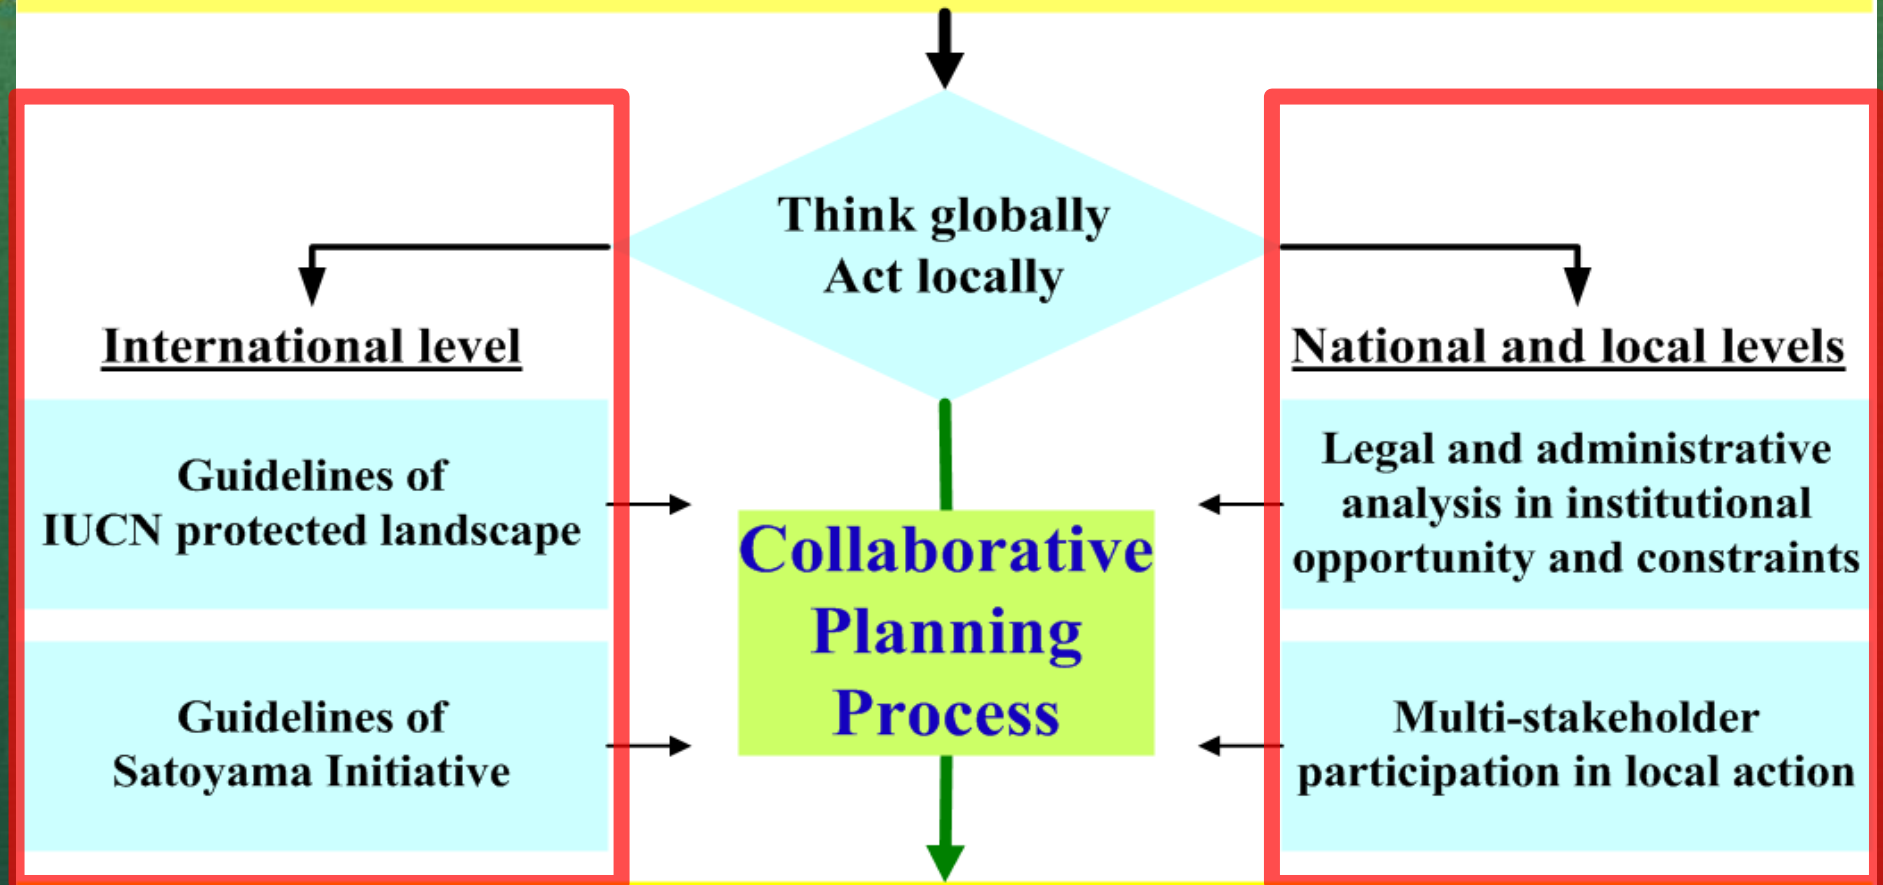 Think globally
Act locally
International level
National and local levels
Guidelines of
IUCN protected landscape
Legal and administrative
analysis in institutional
opportunity and constraints
Collaborative
Planning
Process
Guidelines of
Satoyama Initiative
Multi-stakeholder
participation in local action